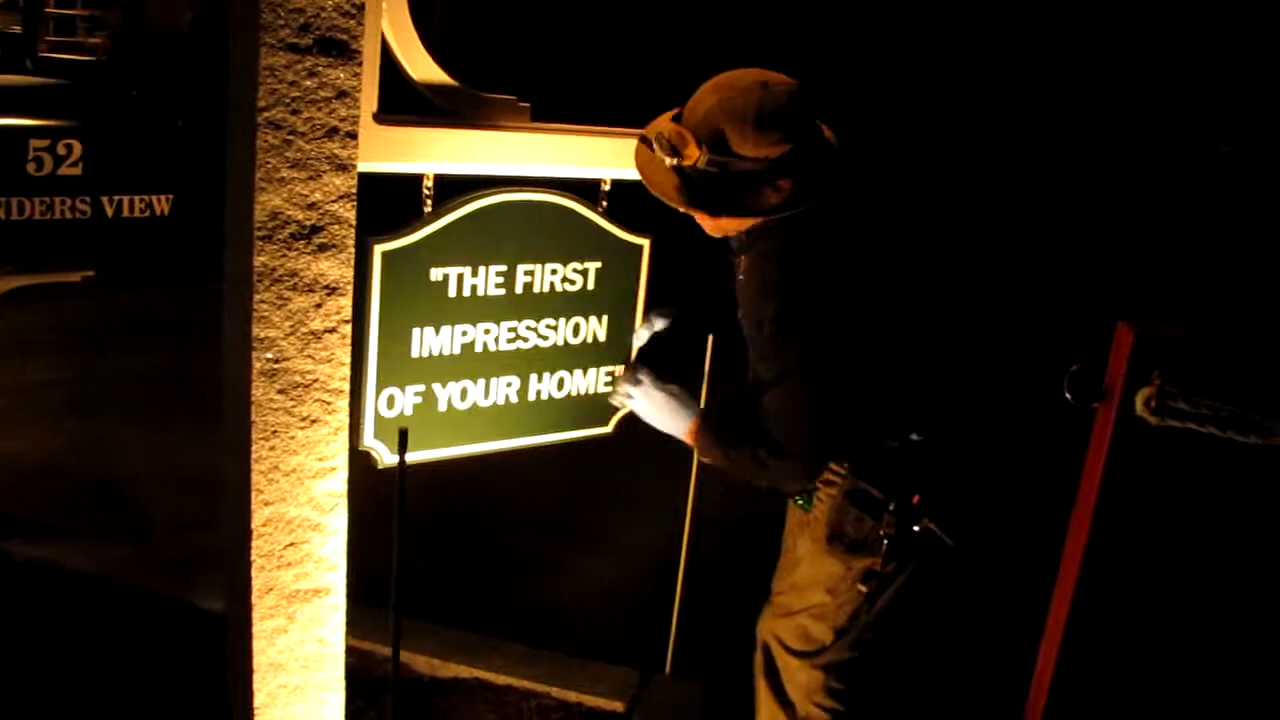 52
NDERS VIEW
"THE FIRST
IMPRESSION
OF YOUR HOME"